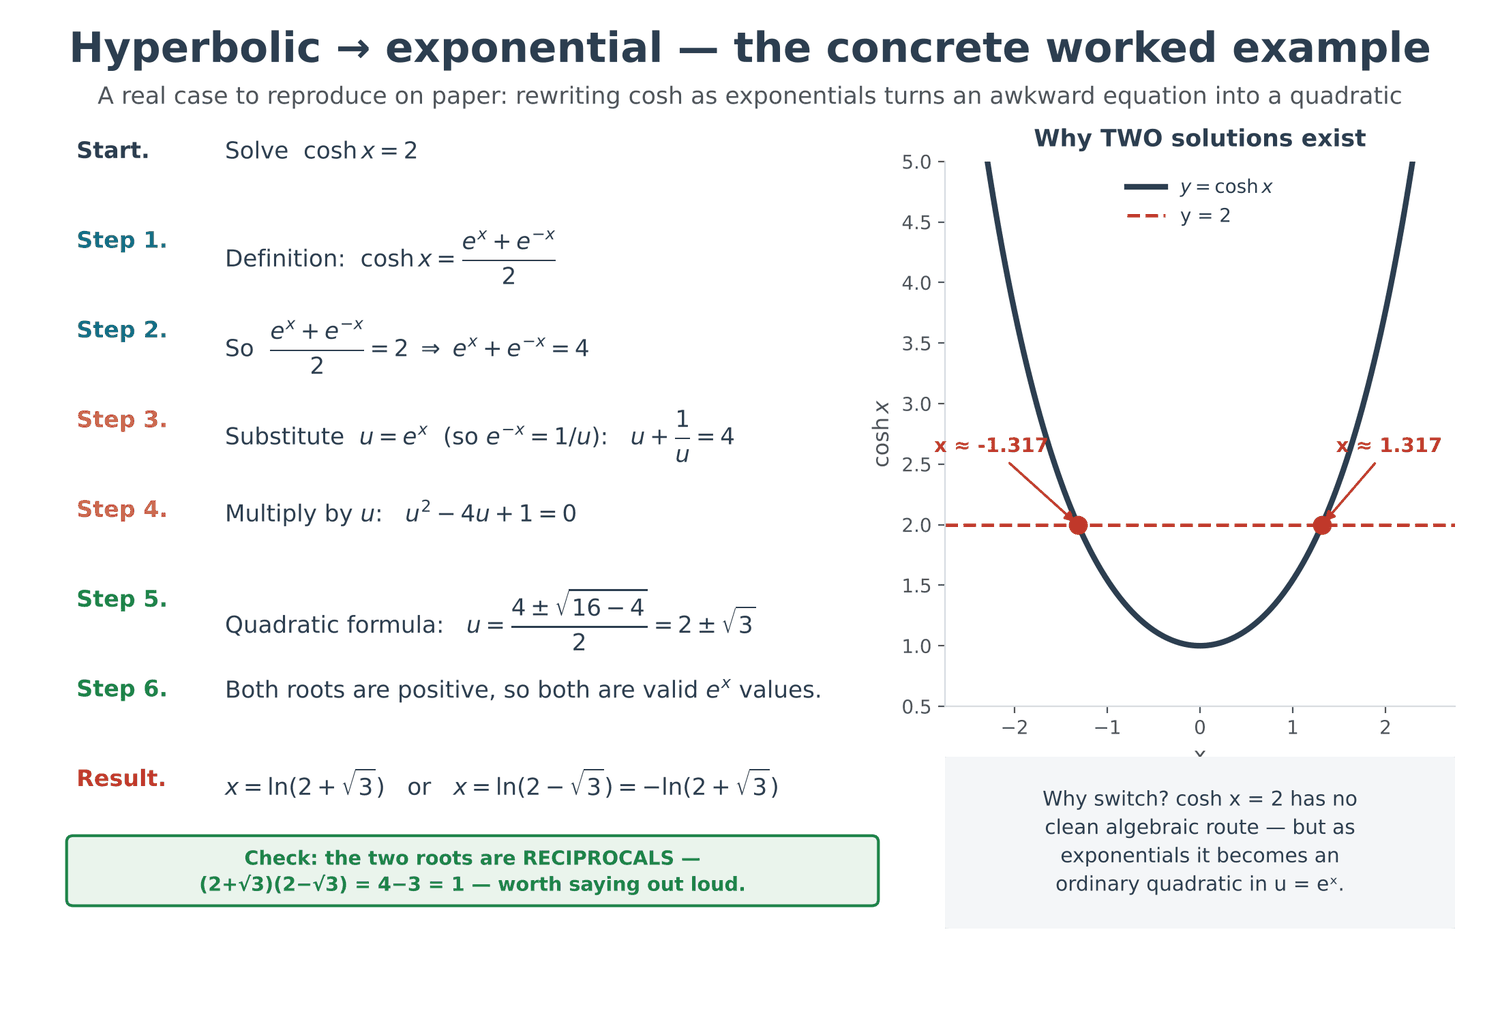 Hyperbolic → exponential — the concrete worked example
A real case to reproduce on paper: rewriting cosh as exponentials turns an awkward equation into a quadratic
Start. Solve cosh x = 2
Step 1. Definition: cosh x = (eˣ + e⁻ˣ)/2
Step 2. So (eˣ + e⁻ˣ)/2 = 2 ⇒ eˣ + e⁻ˣ = 4
Step 3. Substitute u = eˣ (so e⁻ˣ = 1/u): u + 1/u = 4
Step 4. Multiply by u: u² − 4u + 1 = 0
Step 5. Quadratic formula: u = (4 ± √(16 − 4))/2 = 2 ± √3
Step 6. Both roots are positive, so both are valid eˣ values.
Result. x = ln(2 + √3) or x = ln(2 − √3) = −ln(2 + √3)
Check: the two roots are RECIPROCALS —
(2+√3)(2−√3) = 4−3 = 1 — worth saying out loud.
Why TWO solutions exist
y = cosh x
y = 2
5.0
4.5
4.0
3.5
3.0
2.5
2.0
1.5
1.0
0.5
cosh x
x ≈ -1.317
x ≈ 1.317
−2 −1 0 1 2
x
Why switch? cosh x = 2 has no
clean algebraic route — but as
exponentials it becomes an
ordinary quadratic in u = eˣ.